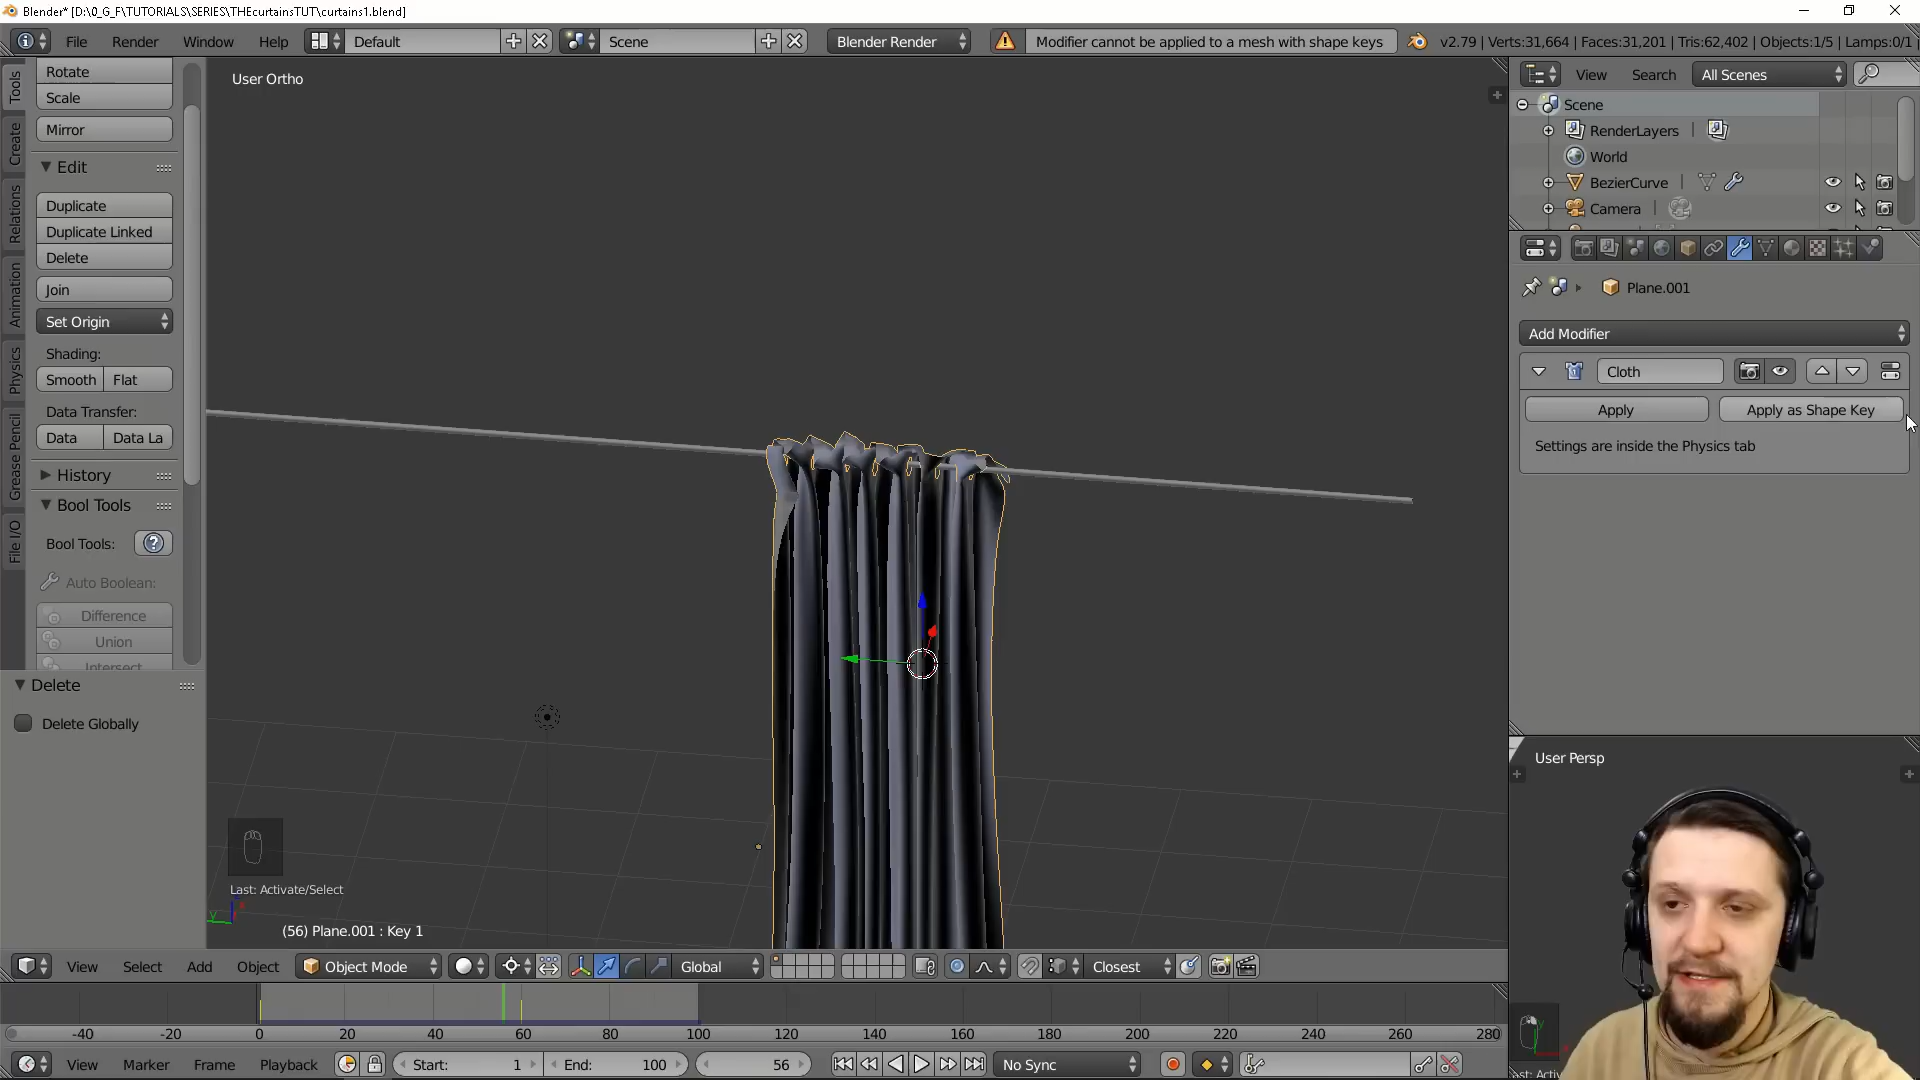 Blender* [D:\0_G_F\TUTORIALS\SERIES\THEcurtainsTUT\curtains1.blend]
File Render Window Help Default Scene Blender Render Modifier cannot be applied to a mesh with shape keys v2.79 | Verts:31,664 | Faces:31,201 | Tris:62,402 | Objects:1/5 | Lamps:0/1
Tools
Create
Relations
Animation
Physics
Grease Pencil
File I/O
Rotate
Scale
Mirror
Edit
Duplicate
Duplicate Linked
Delete
Join
Set Origin
Shading:
Smooth Flat
Data Transfer:
Data Data La
History
Bool Tools
Bool Tools:
Auto Boolean:
Difference
Union
Intersect
Delete
Delete Globally
User Ortho
Last: Activate/Select
(56) Plane.001 : Key 1
View Search All Scenes
Scene
RenderLayers
World
BezierCurve
Camera
Plane.001
Add Modifier
Cloth
Apply Apply as Shape Key
Settings are inside the Physics tab
User Persp
View Select Add Object Object Mode Global Closest
-40 -20 0 20 40 60 80 100 120 140 160 180 200 220 240 260 280
View Marker Frame Playback Start: 1 End: 100 56 No Sync